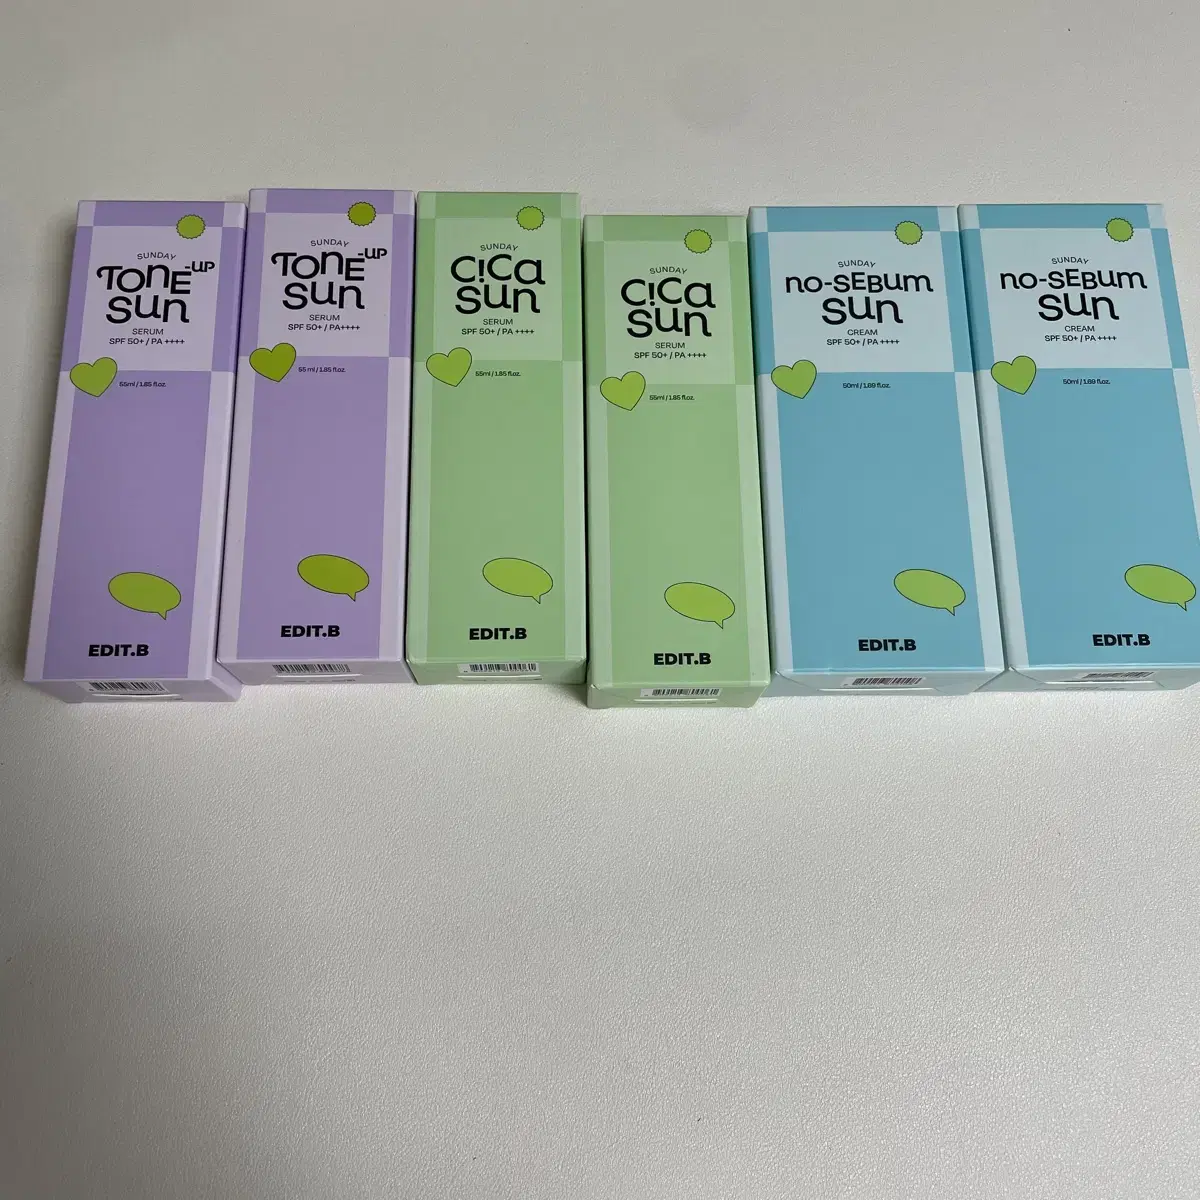 SUNDAY
TONE-UP
SUN
SERUM
SPF 50+ / PA ++++
55ml / 1.85 fl.oz.
EDIT.B
SUNDAY
TONE-UP
SUN
SERUM
SPF 50+ / PA++++
55 ml / 1.85 fl.oz.
EDIT.B
SUNDAY
CICA
SUN
SERUM
SPF 50+ / PA ++++
55ml / 1.85 fl.oz.
EDIT.B
SUNDAY
CICA
SUN
SERUM
SPF 50+ / PA ++++
55ml / 1.85 fl.oz.
EDIT.B
SUNDAY
NO-SEBUM
SUN
CREAM
SPF 50+ / PA ++++
50ml / 1.69 fl.oz.
EDIT.B
SUNDAY
NO-SEBUM
SUN
CREAM
SPF 50+ / PA ++++
50ml / 1.69 fl.oz.
EDIT.B